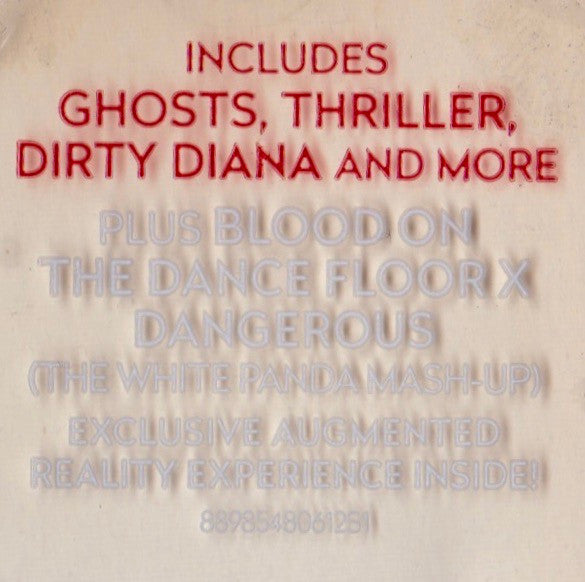 INCLUDES
GHOSTS, THRILLER,
DIRTY DIANA AND MORE
PLUS BLOOD ON
THE DANCE FLOOR X
DANGEROUS
(THE WHITE PANDA MASH-UP)
EXCLUSIVE AUGMENTED
REALITY EXPERIENCE INSIDE!
88985480612S1